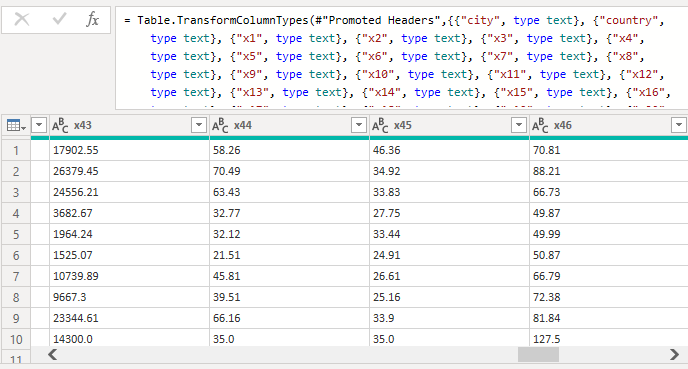 fx = Table.TransformColumnTypes(#"Promoted Headers",{{"city", type text}, {"country",
type text}, {"x1", type text}, {"x2", type text}, {"x3", type text}, {"x4",
type text}, {"x5", type text}, {"x6", type text}, {"x7", type text}, {"x8",
type text}, {"x9", type text}, {"x10", type text}, {"x11", type text}, {"x12",
type text}, {"x13", type text}, {"x14", type text}, {"x15", type text}, {"x16",
ABC x43 ABC x44 ABC x45 ABC x46
1 17902.55 58.26 46.36 70.81
2 26379.45 70.49 34.92 88.21
3 24556.21 63.43 33.83 66.73
4 3682.67 32.77 27.75 49.87
5 1964.24 32.12 33.44 49.99
6 1525.07 21.51 24.91 50.87
7 10739.89 45.81 26.61 66.79
8 9667.3 39.51 25.16 72.38
9 23344.61 66.16 33.9 81.84
10 14300.0 35.0 35.0 127.5
11